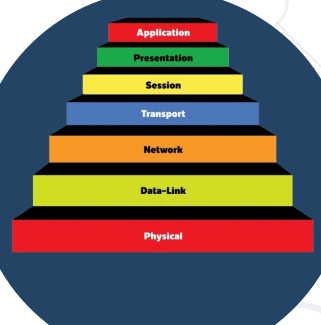 Application
Presentation
Session
Transport
Network
Data-Link
Physical